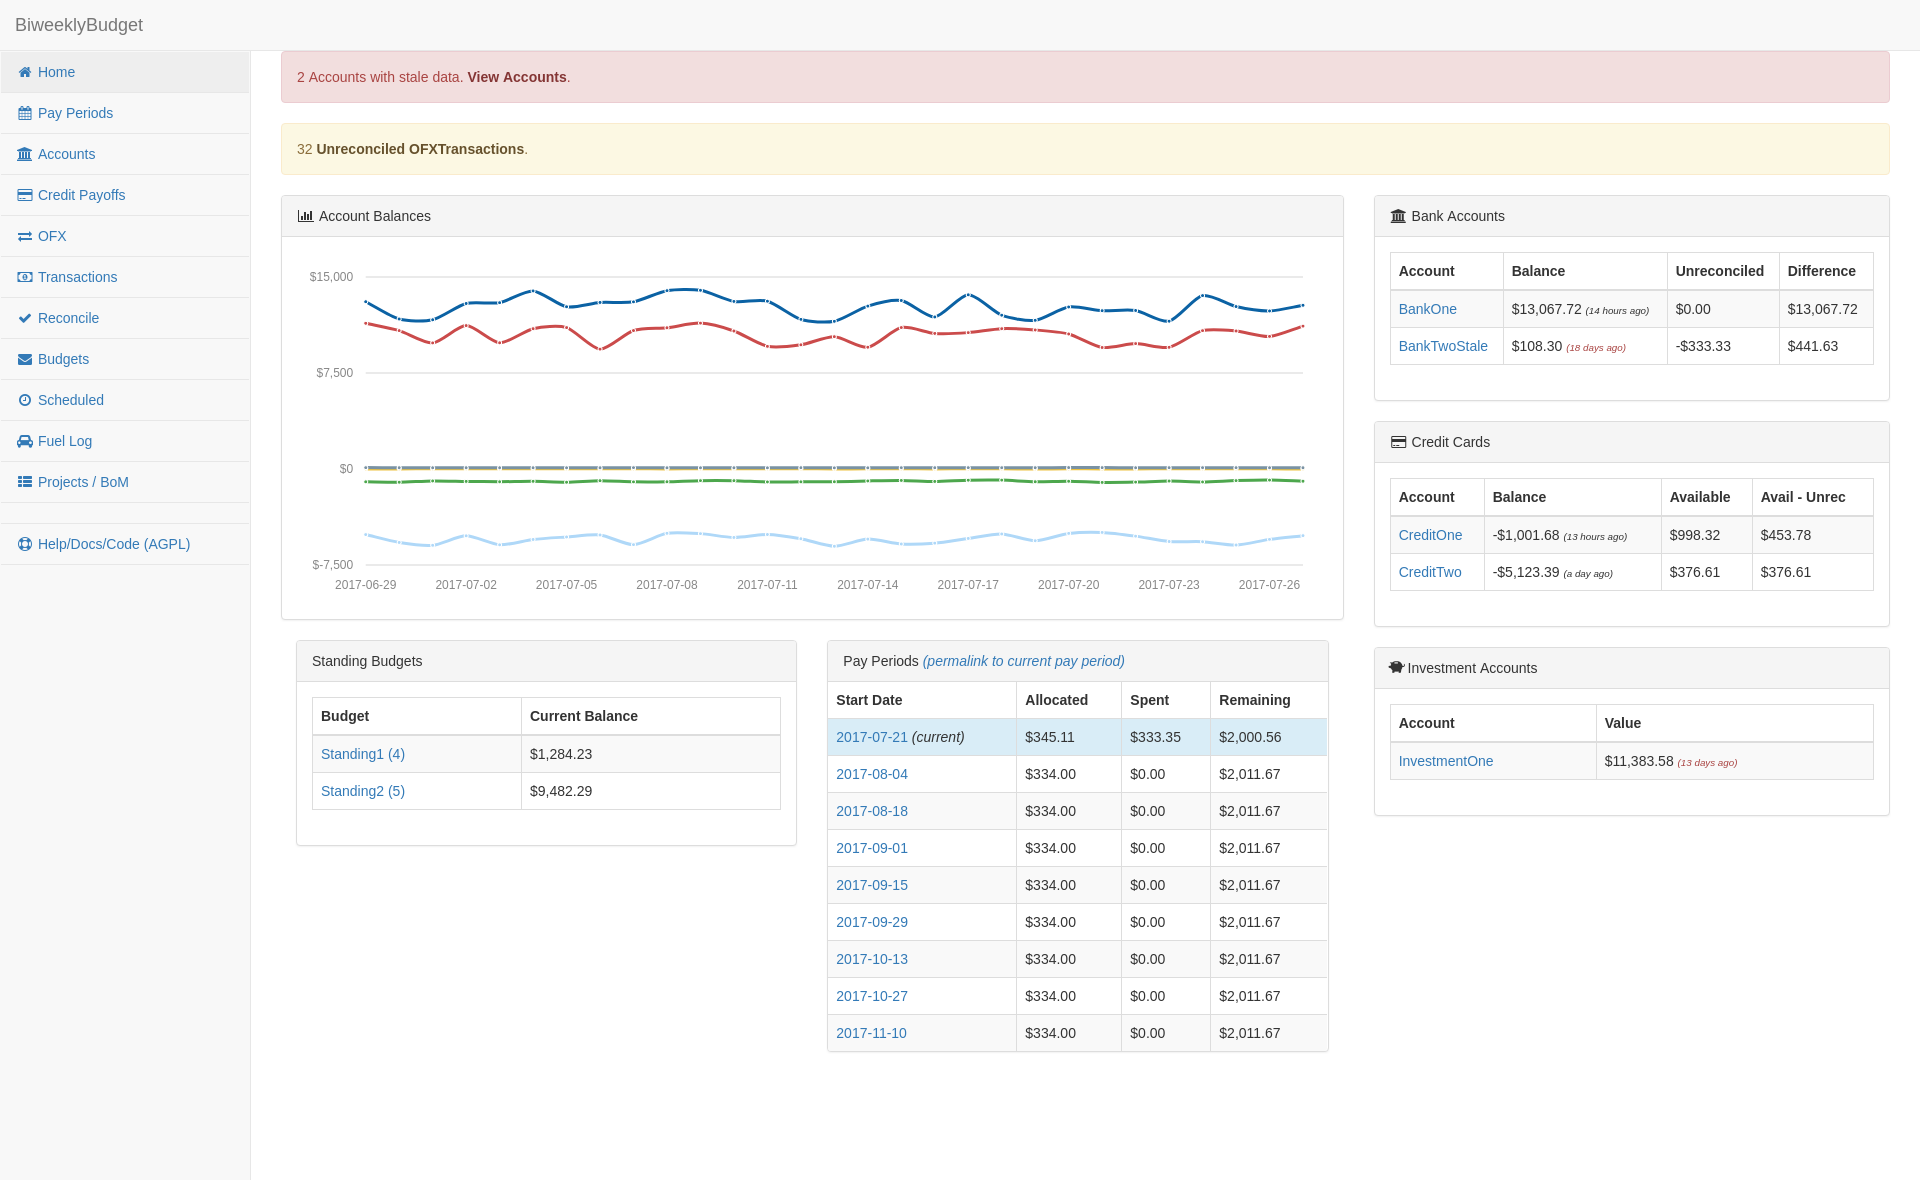 BiweeklyBudget
Home
Pay Periods
Accounts
Credit Payoffs
OFX
Transactions
Reconcile
Budgets
Scheduled
Fuel Log
Projects / BoM
Help/Docs/Code (AGPL)
2 Accounts with stale data. View Accounts.
32 Unreconciled OFXTransactions.
Account Balances
$15,000
$7,500
$0
$-7,500
2017-06-29 2017-07-02 2017-07-05 2017-07-08 2017-07-11 2017-07-14 2017-07-17 2017-07-20 2017-07-23 2017-07-26
Standing Budgets
Budget Current Balance
Standing1 (4) $1,284.23
Standing2 (5) $9,482.29
Pay Periods (permalink to current pay period)
Start Date Allocated Spent Remaining
2017-07-21 (current) $345.11 $333.35 $2,000.56
2017-08-04 $334.00 $0.00 $2,011.67
2017-08-18 $334.00 $0.00 $2,011.67
2017-09-01 $334.00 $0.00 $2,011.67
2017-09-15 $334.00 $0.00 $2,011.67
2017-09-29 $334.00 $0.00 $2,011.67
2017-10-13 $334.00 $0.00 $2,011.67
2017-10-27 $334.00 $0.00 $2,011.67
2017-11-10 $334.00 $0.00 $2,011.67
Bank Accounts
Account Balance Unreconciled Difference
BankOne $13,067.72 (14 hours ago) $0.00 $13,067.72
BankTwoStale $108.30 (18 days ago) -$333.33 $441.63
Credit Cards
Account Balance Available Avail - Unrec
CreditOne -$1,001.68 (13 hours ago) $998.32 $453.78
CreditTwo -$5,123.39 (a day ago) $376.61 $376.61
Investment Accounts
Account Value
InvestmentOne $11,383.58 (13 days ago)